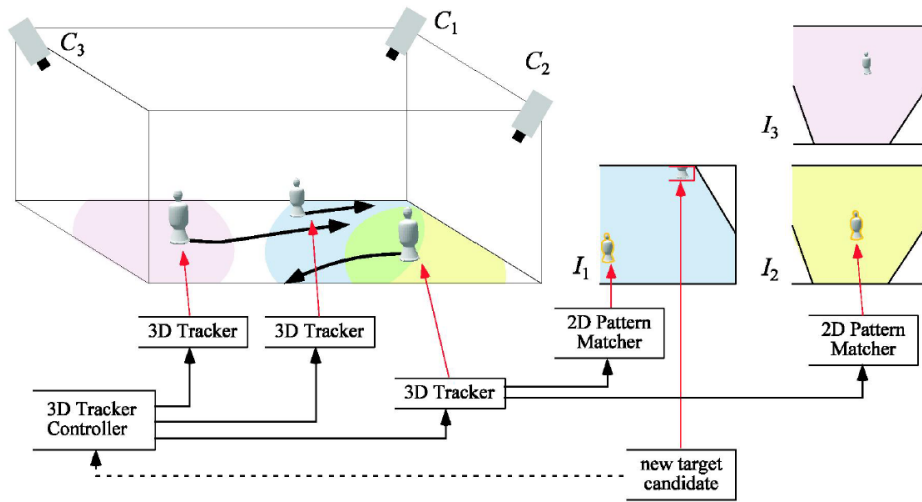 C3
C1
C2
I3
I1
I2
3D Tracker
3D Tracker
2D Pattern
Matcher
2D Pattern
Matcher
3D Tracker
3D Tracker
Controller
new target
candidate